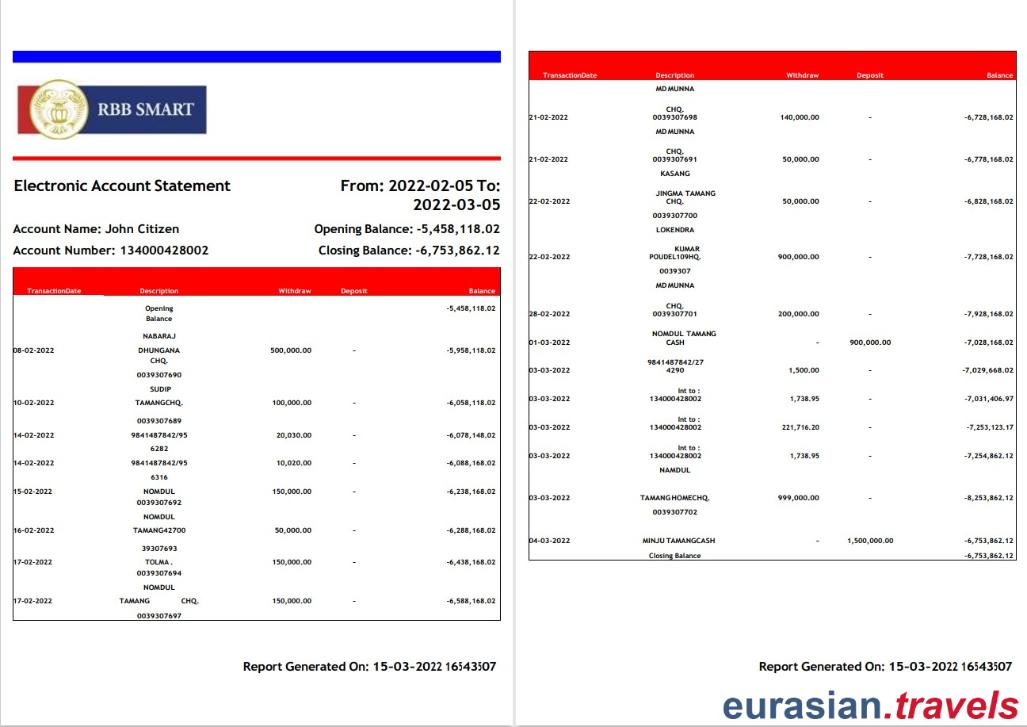 RBB SMART
Electronic Account Statement
From: 2022-02-05 To:
2022-03-05
Account Name: John Citizen
Opening Balance: -5,458,118.02
Account Number: 134000428002
Closing Balance: -6,753,862.12
TransactionDate Description Withdraw Deposit Balance
Opening
Balance
-5,458,118.02
NABARAJ
08-02-2022 DHUNGANA 500,000.00 - -5,958,118.02
CHQ.
0039307690
SUDIP
10-02-2022 TAMANGCHQ. 100,000.00 - -6,058,118.02
0039307689
14-02-2022 9841487842/95 20,030.00 - -6,078,148.02
6282
14-02-2022 9841487842/95 10,020.00 - -6,088,168.02
6316
15-02-2022 NOMDUL 150,000.00 - -6,238,168.02
0039307692
NOMDUL
16-02-2022 TAMANG42700 50,000.00 - -6,288,168.02
39307693
17-02-2022 TOLMA . 150,000.00 - -6,438,168.02
0039307694
NOMDUL
17-02-2022 TAMANG CHQ. 150,000.00 - -6,588,168.02
0039307697
Report Generated On: 15-03-2022 16543507
TransactionDate Description Withdraw Deposit Balance
MD MUNNA
CHQ.
21-02-2022 0039307698 140,000.00 - -6,728,168.02
MD MUNNA
CHQ.
21-02-2022 0039307691 50,000.00 - -6,778,168.02
KASANG
JINGMA TAMANG
22-02-2022 CHQ. 50,000.00 - -6,828,168.02
0039307700
LOKENDRA
KUMAR
22-02-2022 POUDEL109HQ. 900,000.00 - -7,728,168.02
0039307
MD MUNNA
CHQ.
28-02-2022 0039307701 200,000.00 - -7,928,168.02
NOMDUL TAMANG
01-03-2022 CASH - 900,000.00 -7,028,168.02
9841487842/27
03-03-2022 4290 1,500.00 - -7,029,668.02
Int to :
03-03-2022 134000428002 1,738.95 - -7,031,406.97
Int to :
03-03-2022 134000428002 221,716.20 - -7,253,123.17
Int to :
03-03-2022 134000428002 1,738.95 - -7,254,862.12
NAMDUL
03-03-2022 TAMANG HOMECHQ. 999,000.00 - -8,253,862.12
0039307702
04-03-2022 MINJU TAMANGCASH - 1,500,000.00 -6,753,862.12
Closing Balance -6,753,862.12
Report Generated On: 15-03-2022 16543507
eurasian.travels